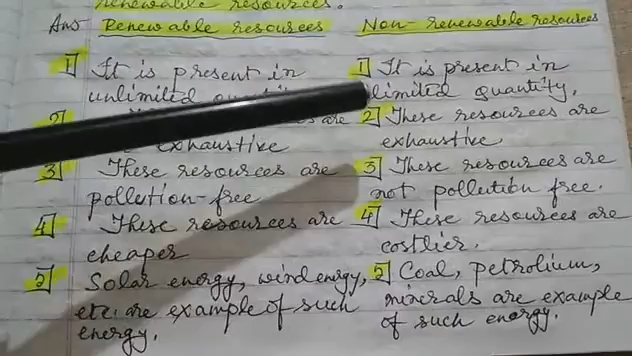 renewable resources.
Ans Renewable resources
1] It is present in
unlimited
2] are
exhaustive
3] These resources are
pollution-free
4] These resources are
cheaper
5] Solar energy, wind energy,
etc. are example of such
energy.
Non-renewable resources
1] It is present in
limited quantity.
2] These resources are
exhaustive
3] These resources are
not pollution free.
4] These resources are
costlier.
5] Coal, petrolium,
minerals are example
of such energy.